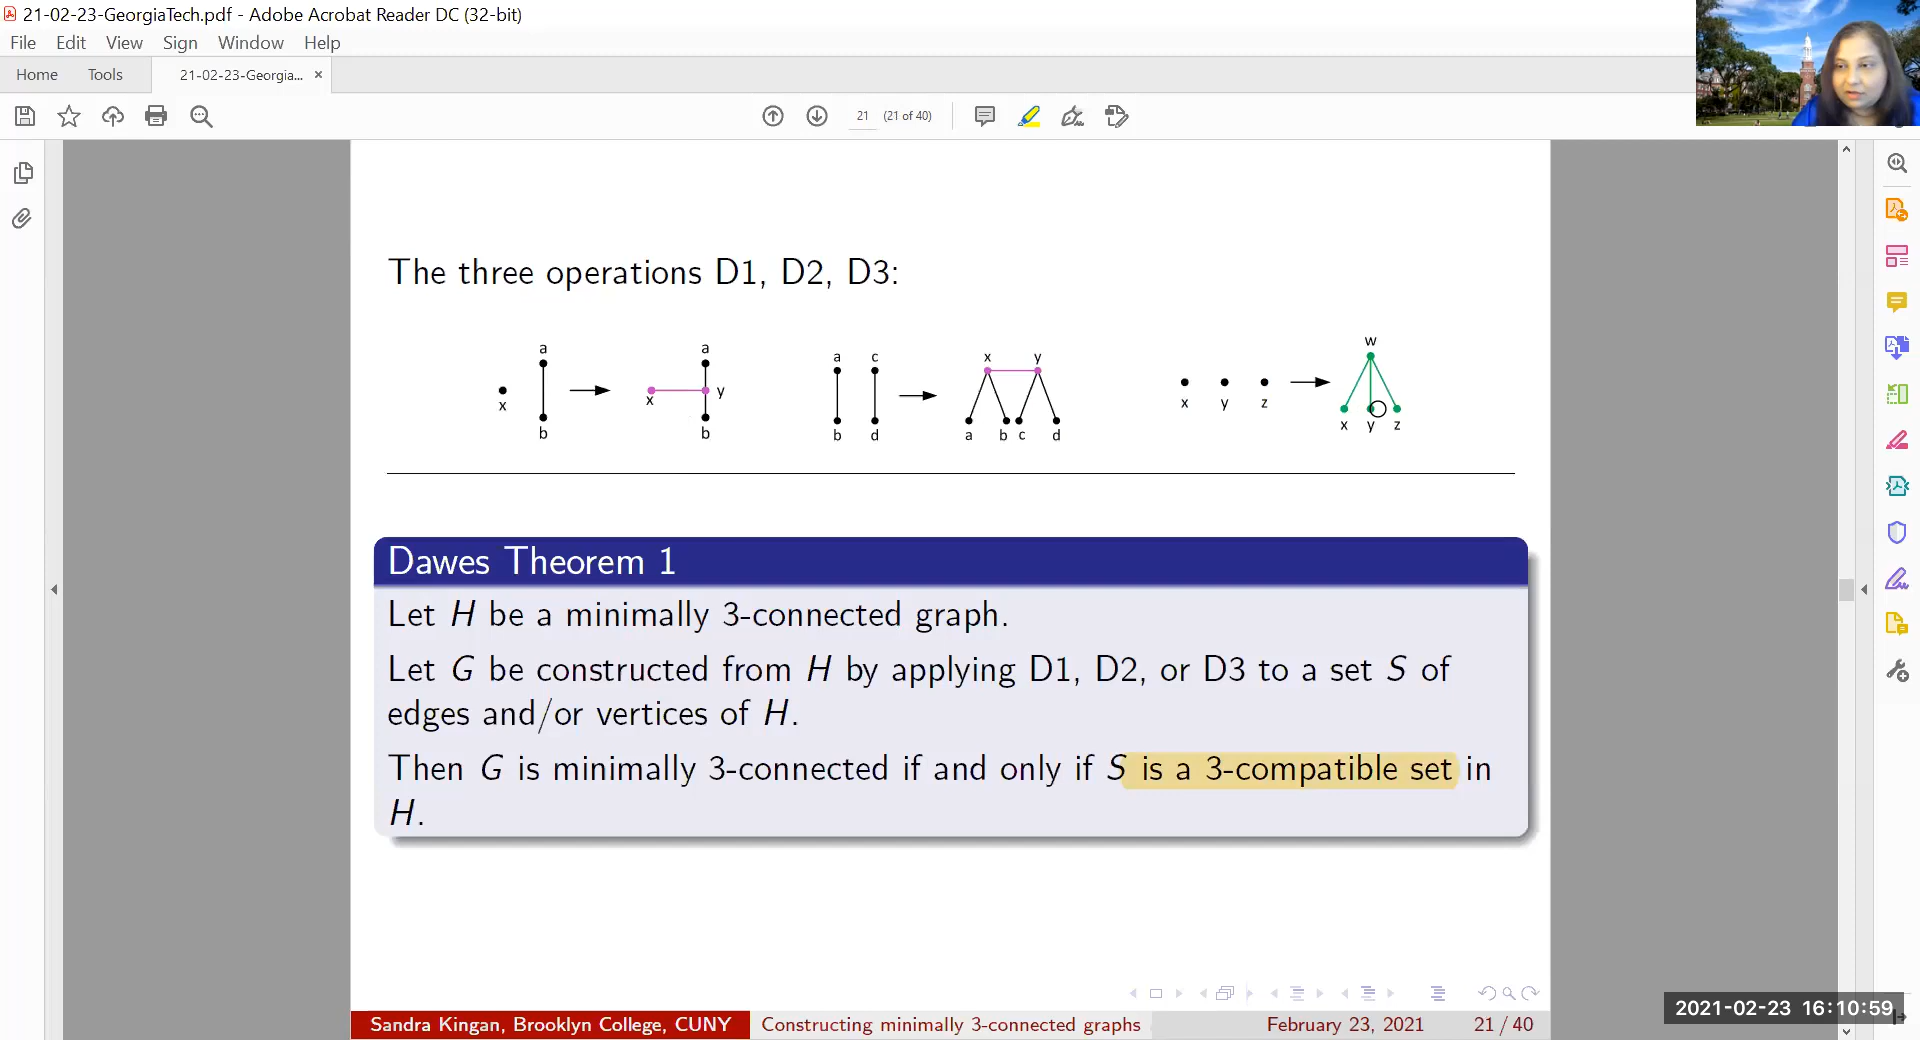 21-02-23-GeorgiaTech.pdf - Adobe Acrobat Reader DC (32-bit)
File Edit View Sign Window Help
Home Tools 21-02-23-Georgia... ×
21 (21 of 40)
The three operations D1, D2, D3:
x a b
a x y b
a c b d
x y a b c d
x y z
w x y z
Dawes Theorem 1
Let H be a minimally 3-connected graph.
Let G be constructed from H by applying D1, D2, or D3 to a set S of
edges and/or vertices of H.
Then G is minimally 3-connected if and only if S is a 3-compatible set in
H.
Sandra Kingan, Brooklyn College, CUNY Constructing minimally 3-connected graphs February 23, 2021 21 / 40
2021-02-23 16:10:59